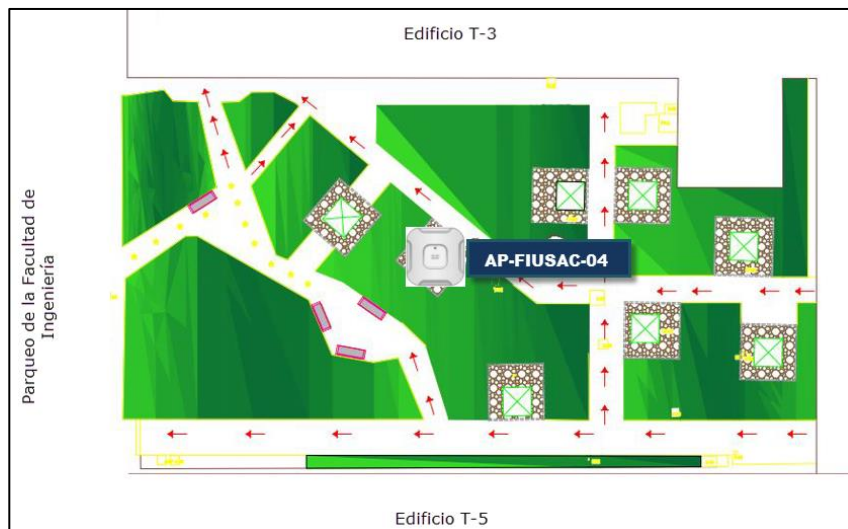 Edificio T-3
Parqueo de la Facultad de
Ingeniería
AP-FIUSAC-04
Edificio T-5